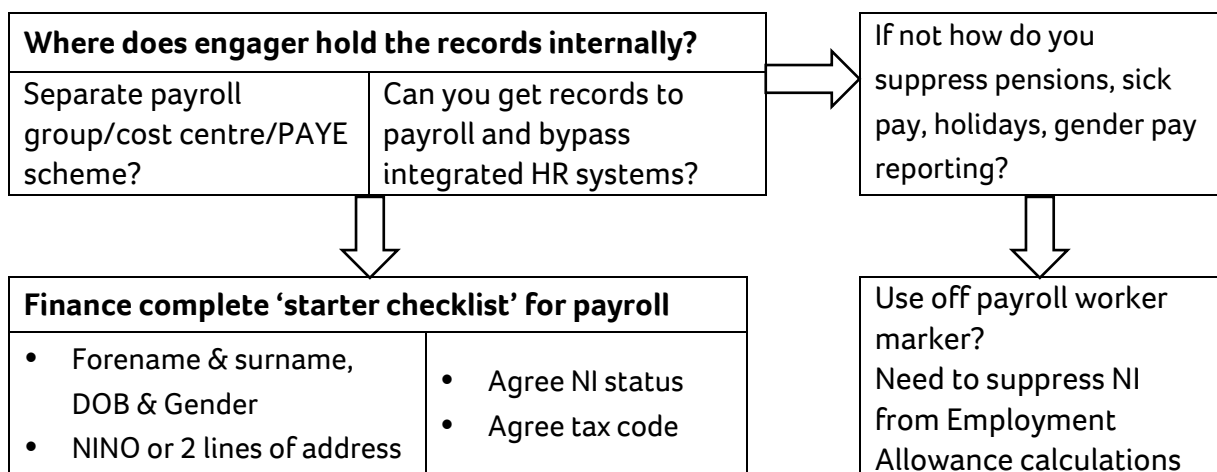 Where does engager hold the records internally?
Separate payroll
group/cost centre/PAYE
scheme?
Can you get records to
payroll and bypass
integrated HR systems?
If not how do you
suppress pensions, sick
pay, holidays, gender pay
reporting?
Finance complete ‘starter checklist’ for payroll
• Forename & surname,
DOB & Gender
• NINO or 2 lines of address
• Agree NI status
• Agree tax code
Use off payroll worker
marker?
Need to suppress NI
from Employment
Allowance calculations